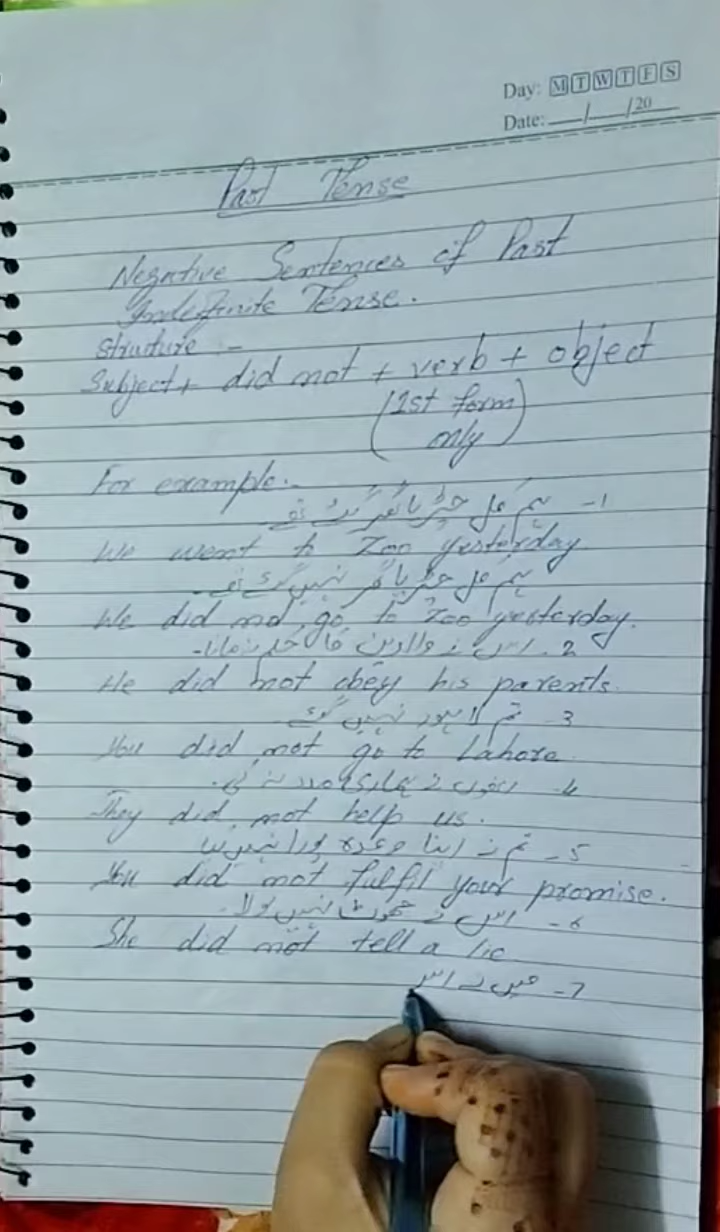 Day: M T W T F S
Date: __/__/20__
Past Tense
Negative Sentences of Past
Indefinite Tense.
Struture :-
Subject + did not + verb + object
(1st form
only)
For example:-
1- ہم کل چڑیا گھر گئے تھے
We went to Zoo yesterday
ہم کل چڑیا گھر نہیں گئے تھے۔
We did not go to Zoo yesterday.
2. اس نے والدین کا حکم نہ مانا۔
He did not obey his parents.
3- تم لاہور نہیں گئے۔
You did not go to Lahore
4- انھوں نے ہماری مدد نہ کی۔
They did not help us.
5- تم نے اپنا وعدہ پورا نہیں کیا
You did not fulfil your promise.
6- اس نے جھوٹ نہیں بولا۔
She did not tell a lie
7- میں نے اس